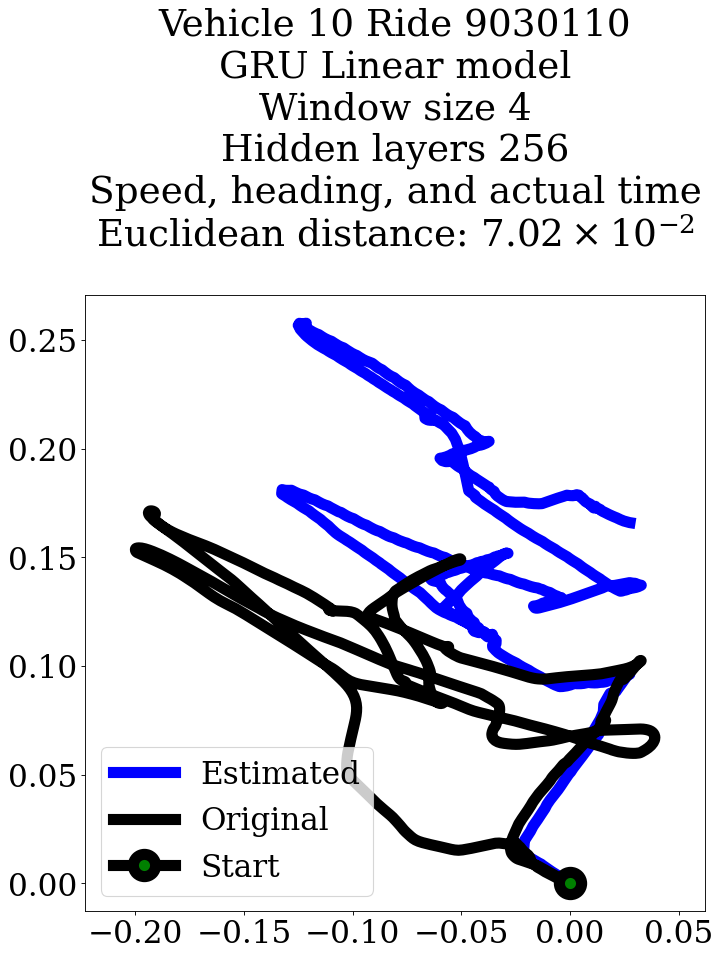 Vehicle 10 Ride 9030110
GRU Linear model
Window size 4
Hidden layers 256
Speed, heading, and actual time
Euclidean distance: 7.02 × 10⁻²
0.25
0.20
0.15
0.10
0.05
0.00
Estimated
Original
Start
−0.20 −0.15 −0.10 −0.05 0.00 0.05